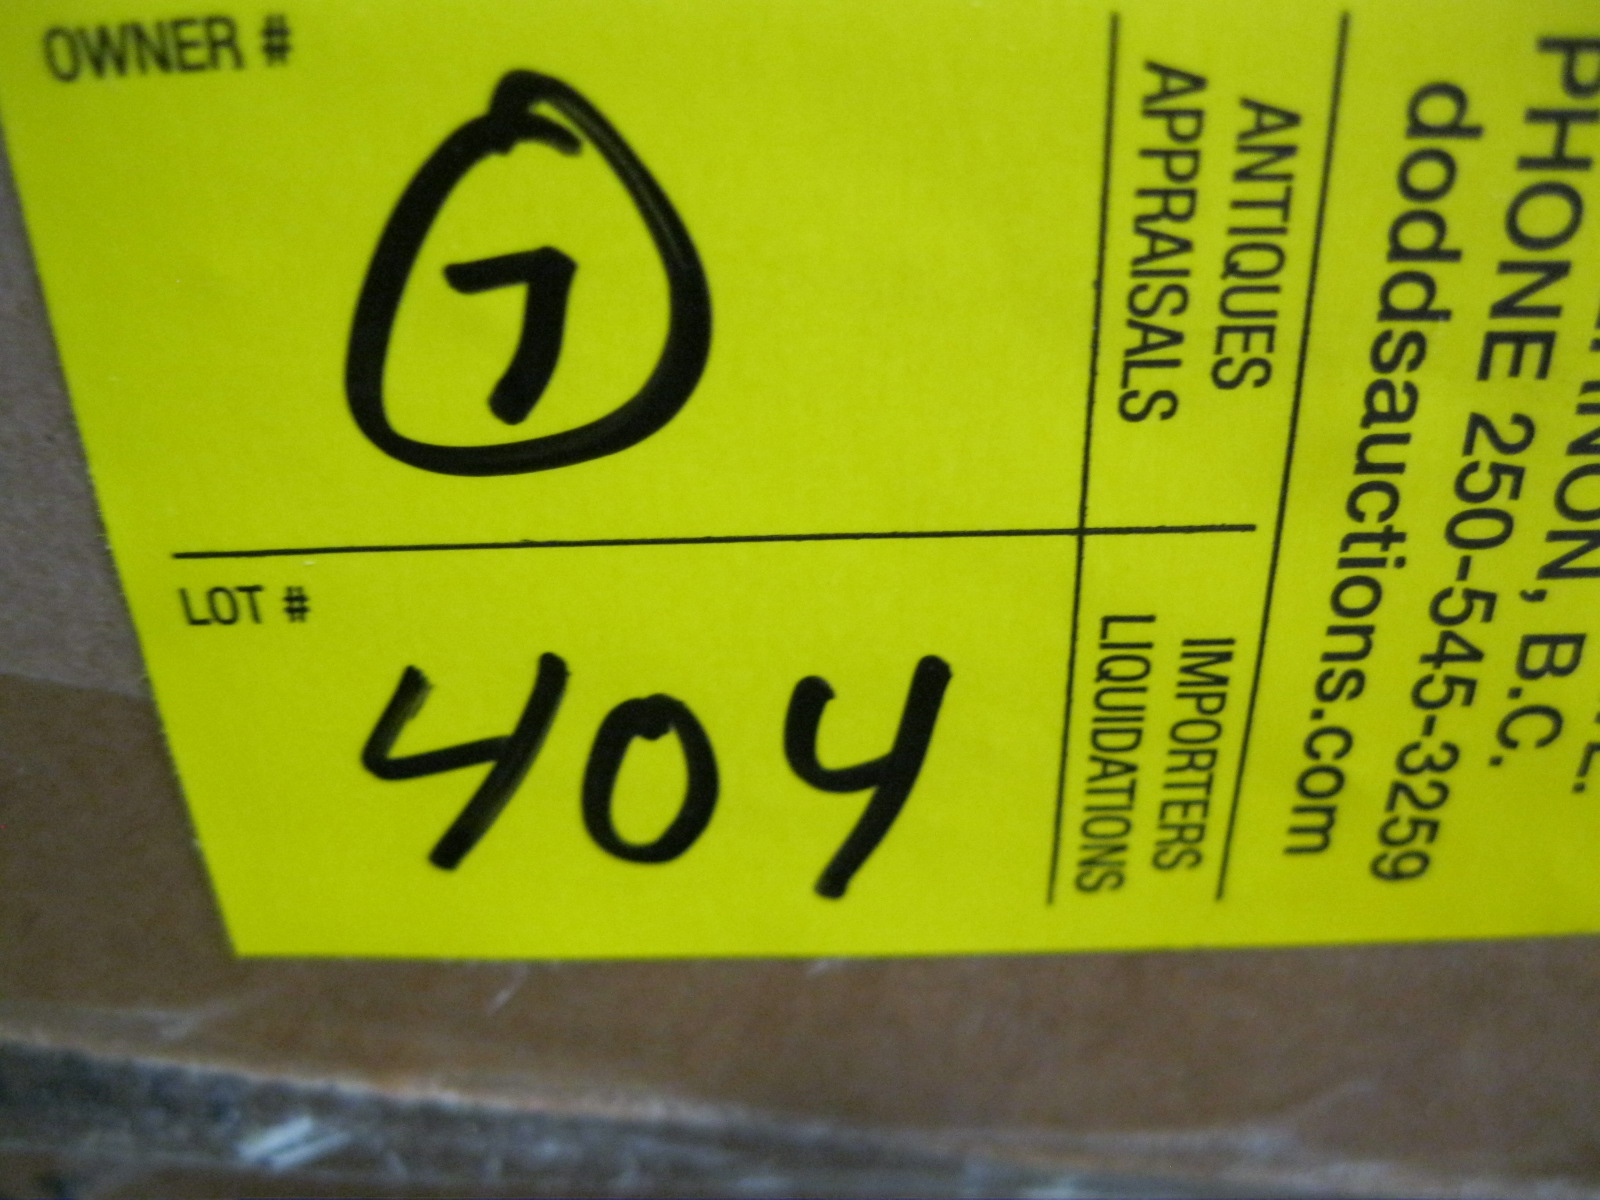 OWNER #
7
LOT #
404
ANTIQUES
APPRAISALS
IMPORTERS
LIQUIDATIONS
B.C.
PHONE 250-545-3259
doddsauctions.com